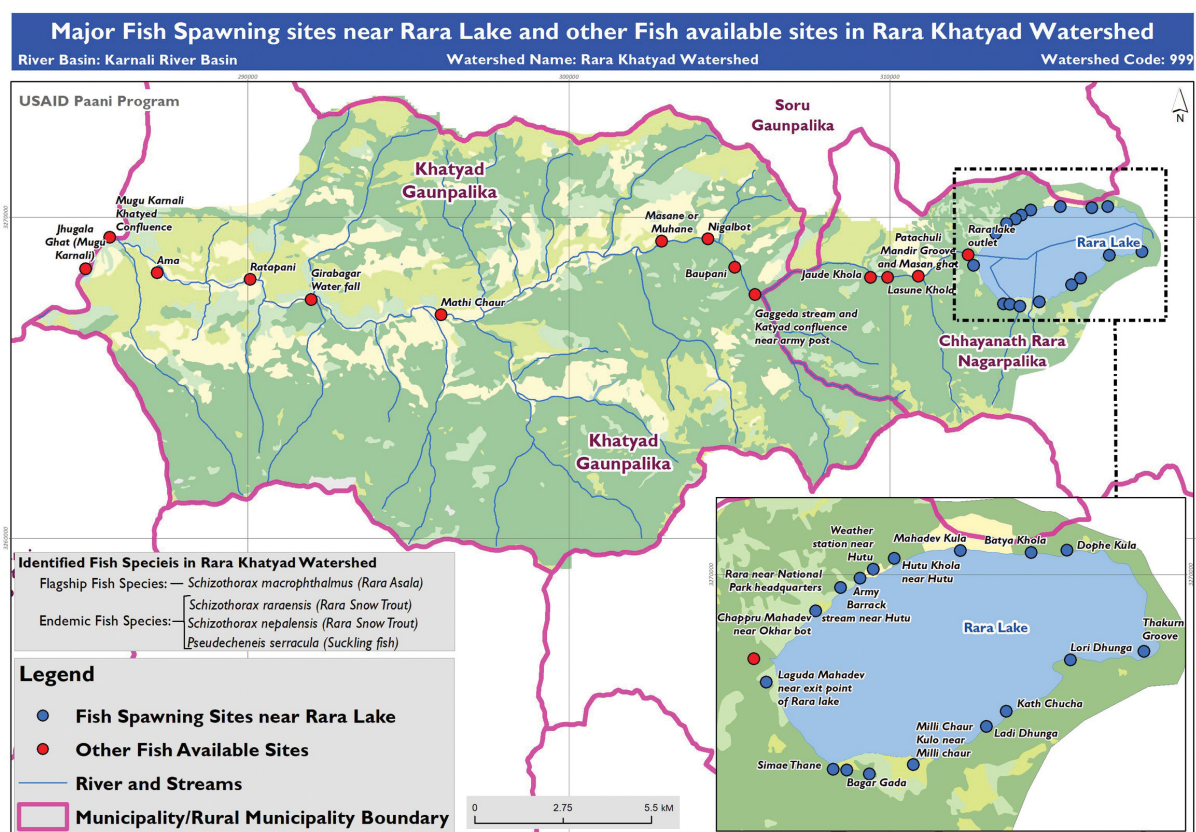 Major Fish Spawning sites near Rara Lake and other Fish available sites in Rara Khatyad Watershed
River Basin: Karnali River Basin
Watershed Name: Rara Khatyad Watershed
Watershed Code: 999
USAID Paani Program
290000
300000
310000
3270000
3260000
N
Soru
Gaunpalika
Khatyad
Gaunpalika
Mugu Karnali
Khatyed
Confluence
Jhugala
Ghat (Mugu
Karnali)
Ama
Ratapani
Girabagar
Water fall
Mathi Chaur
Masane or
Muhane
Nigalbot
Baupani
Gaggeda stream and
Katyad confluence
near army post
Jaude Khola
Patachuli
Mandir Groove
and Masan ghat
Lasune Khola
Rara lake
outlet
Rara Lake
Chhayanath Rara
Nagarpalika
Khatyad
Gaunpalika
Identified Fish Specieis in Rara Khatyad Watershed
Flagship Fish Species: — Schizothorax macrophthalmus (Rara Asala)
Endemic Fish Species:
Schizothorax raraensis (Rara Snow Trout)
Schizothorax nepalensis (Rara Snow Trout)
Pseudecheneis serracula (Suckling fish)
Legend
Fish Spawning Sites near Rara Lake
Other Fish Available Sites
River and Streams
Municipality/Rural Municipality Boundary
0
2.75
5.5 kM
3270000
Weather
station near
Hutu
Mahadev Kula
Batya Khola
Dophe Kula
Hutu Khola
near Hutu
Rara near National
Park headquarters
Army
Barrack
stream near Hutu
Chappru Mahadev
near Okhar bot
Rara Lake
Thakurn
Groove
Lori Dhunga
Laguda Mahadev
near exit point
of Rara lake
Kath Chucha
Milli Chaur
Kulo near
Milli chaur
Ladi Dhunga
Simae Thane
Bagar Gada